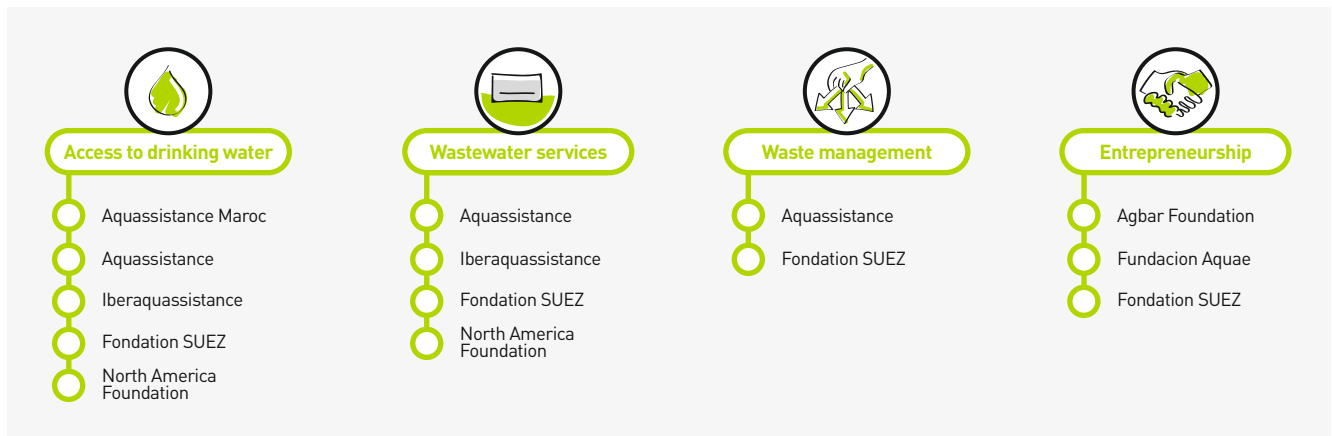 Access to drinking water
Aquassistance Maroc
Aquassistance
Iberaquassistance
Fondation SUEZ
North America
Foundation
Wastewater services
Aquassistance
Iberaquassistance
Fondation SUEZ
North America
Foundation
Waste management
Aquassistance
Fondation SUEZ
Entrepreneurship
Agbar Foundation
Fundacion Aquae
Fondation SUEZ